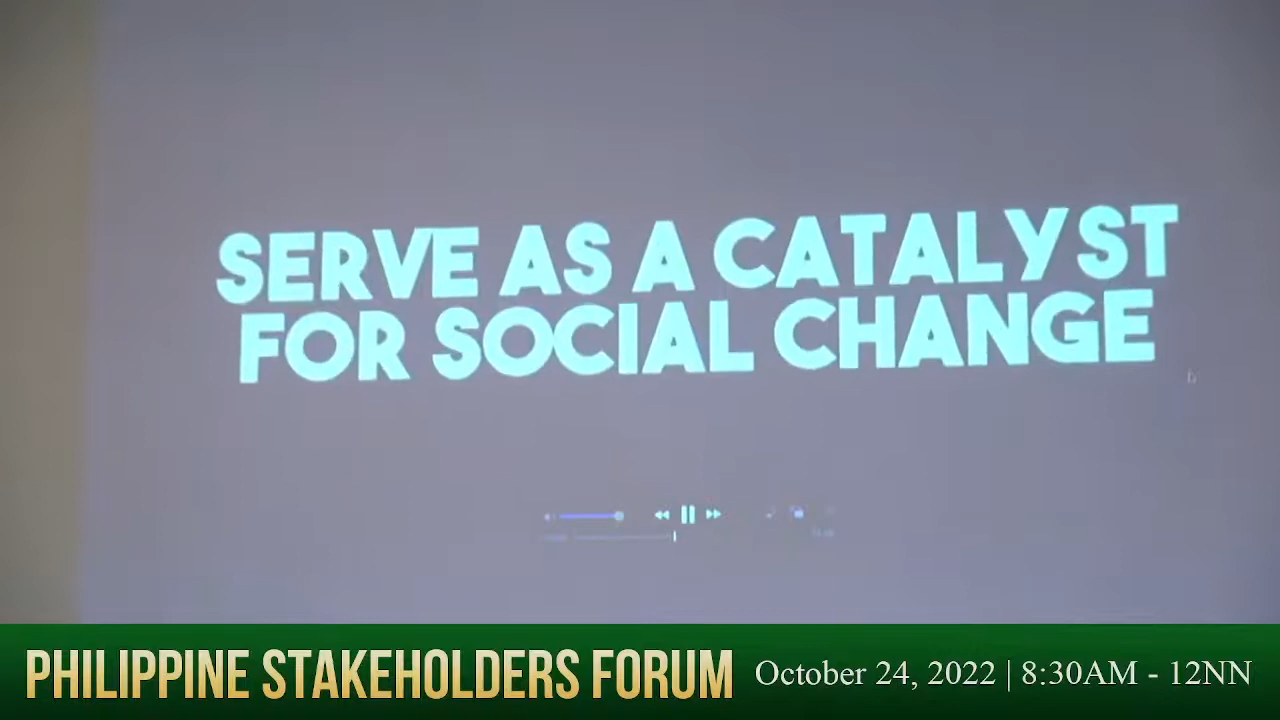 SERVE AS A CATALYST
FOR SOCIAL CHANGE
PHILIPPINE STAKEHOLDERS FORUM
October 24, 2022 | 8:30AM - 12NN